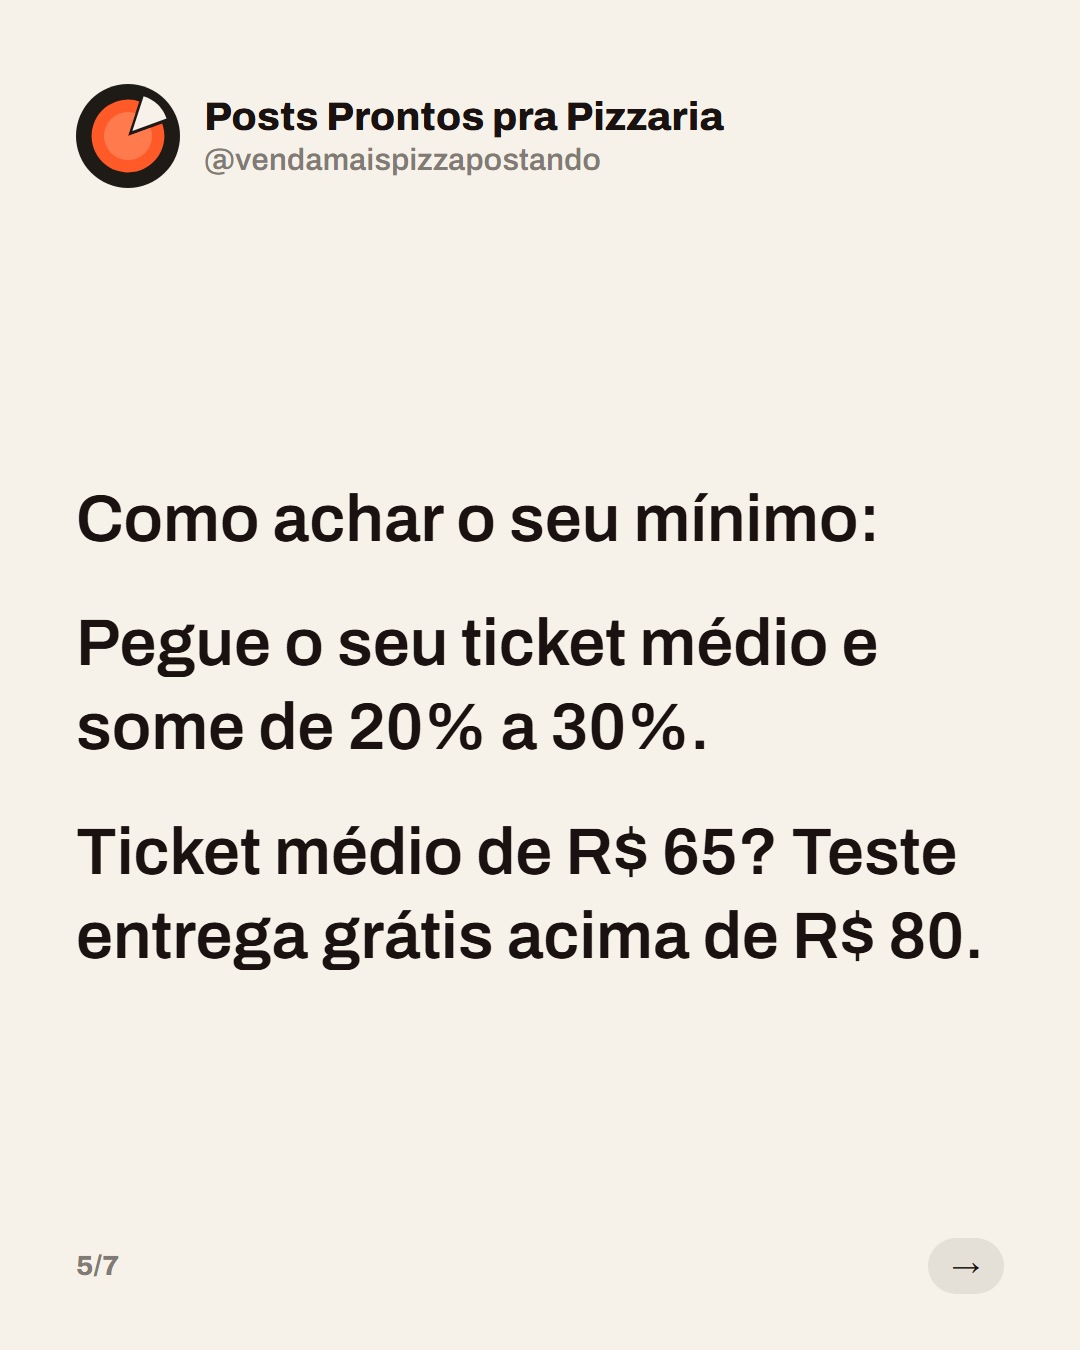 Posts Prontos pra Pizzaria
@vendamaispizzapostando
Como achar o seu mínimo:
Pegue o seu ticket médio e
some de 20% a 30%.
Ticket médio de R$ 65? Teste
entrega grátis acima de R$ 80.
5/7
→